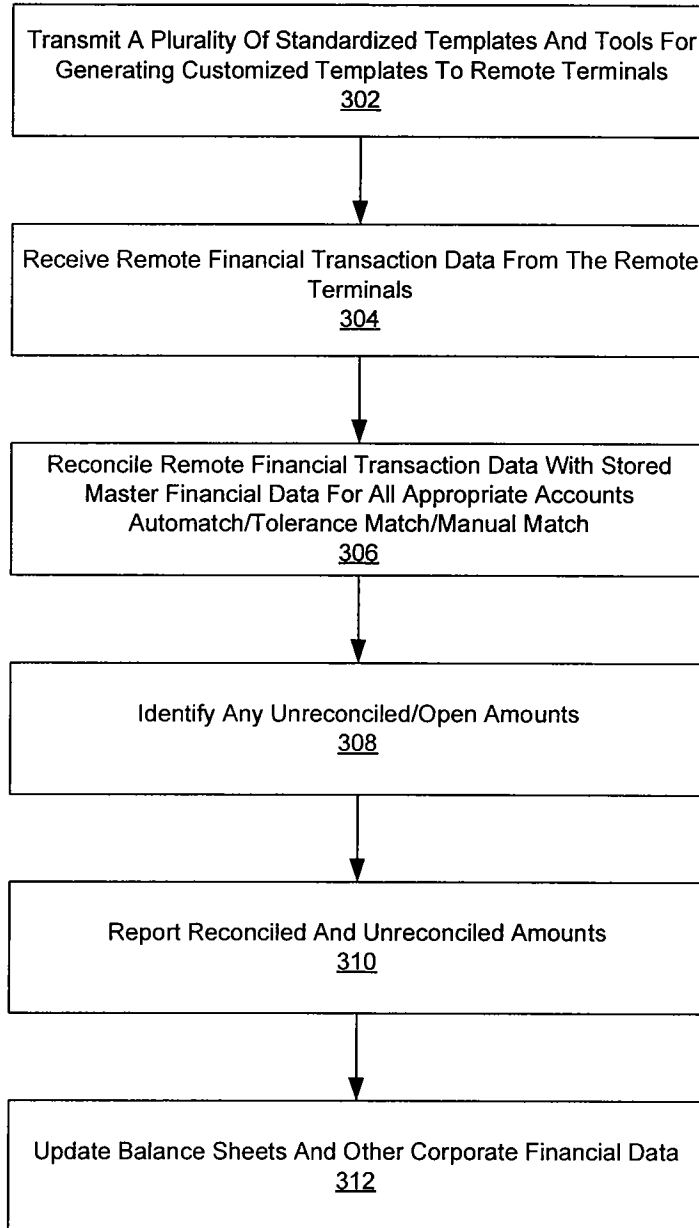 Transmit A Plurality Of Standardized Templates And Tools For
Generating Customized Templates To Remote Terminals
302
Receive Remote Financial Transaction Data From The Remote
Terminals
304
Reconcile Remote Financial Transaction Data With Stored
Master Financial Data For All Appropriate Accounts
Automatch/Tolerance Match/Manual Match
306
Identify Any Unreconciled/Open Amounts
308
Report Reconciled And Unreconciled Amounts
310
Update Balance Sheets And Other Corporate Financial Data
312